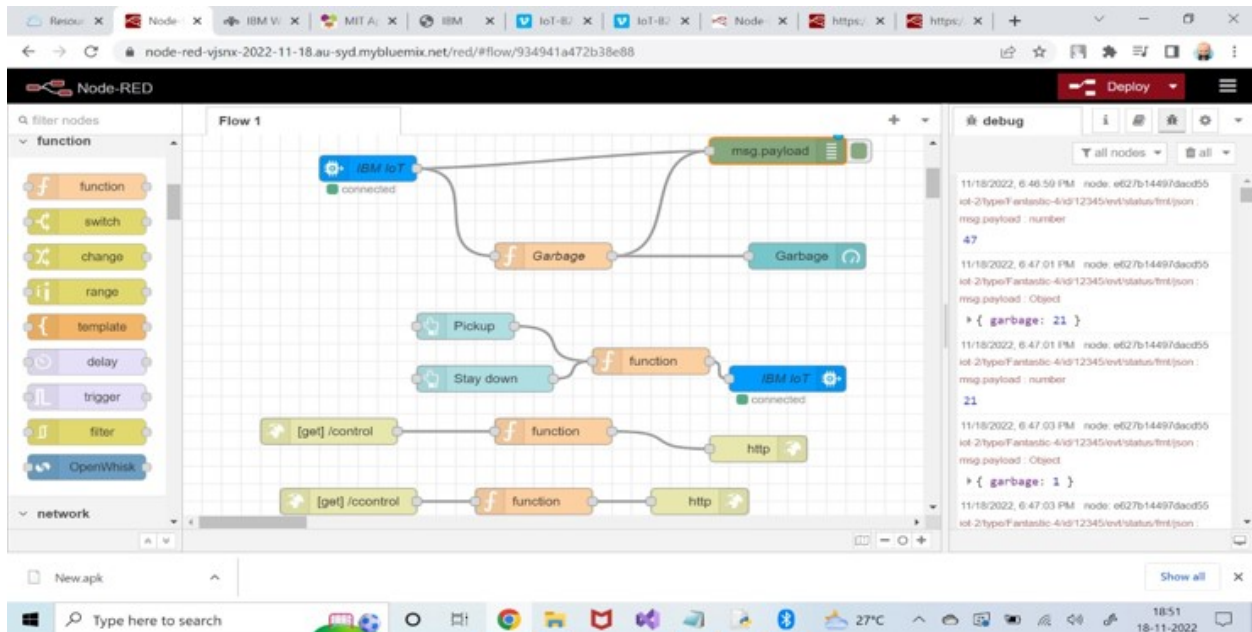 Resour
Node-
IBM W
MIT A
IBM
IoT-B
IoT-B
Node
https:/
https:/
node-red-vjsnx-2022-11-18.au-syd.mybluemix.net/red/#flow/934941a472b38e88
Node-RED
Deploy
filter nodes
Flow 1
debug
i
function
all nodes
all
function
switch
change
range
template
delay
trigger
filter
OpenWhisk
network
IBM IoT
connected
msg.payload
Garbage
Garbage
Pickup
Stay down
function
IBM IoT
connected
[get] /control
function
http
[get] /ccontrol
function
http
11/18/2022, 6:46:59 PM node: e627b14497dacd55
iot-2/type/Fantastic-4/id/12345/evt/status/fmt/json :
msg.payload : number
47
11/18/2022, 6:47:01 PM node: e627b14497dacd55
iot-2/type/Fantastic-4/id/12345/evt/status/fmt/json :
msg.payload : Object
{ garbage: 21 }
11/18/2022, 6:47:01 PM node: e627b14497dacd55
iot-2/type/Fantastic-4/id/12345/evt/status/fmt/json :
msg.payload : number
21
11/18/2022, 6:47:03 PM node: e627b14497dacd55
iot-2/type/Fantastic-4/id/12345/evt/status/fmt/json :
msg.payload : Object
{ garbage: 1 }
11/18/2022, 6:47:03 PM node: e627b14497dacd55
iot-2/type/Fantastic-4/id/12345/evt/status/fmt/json :
New.apk
Show all
Type here to search
27°C
18:51
18-11-2022